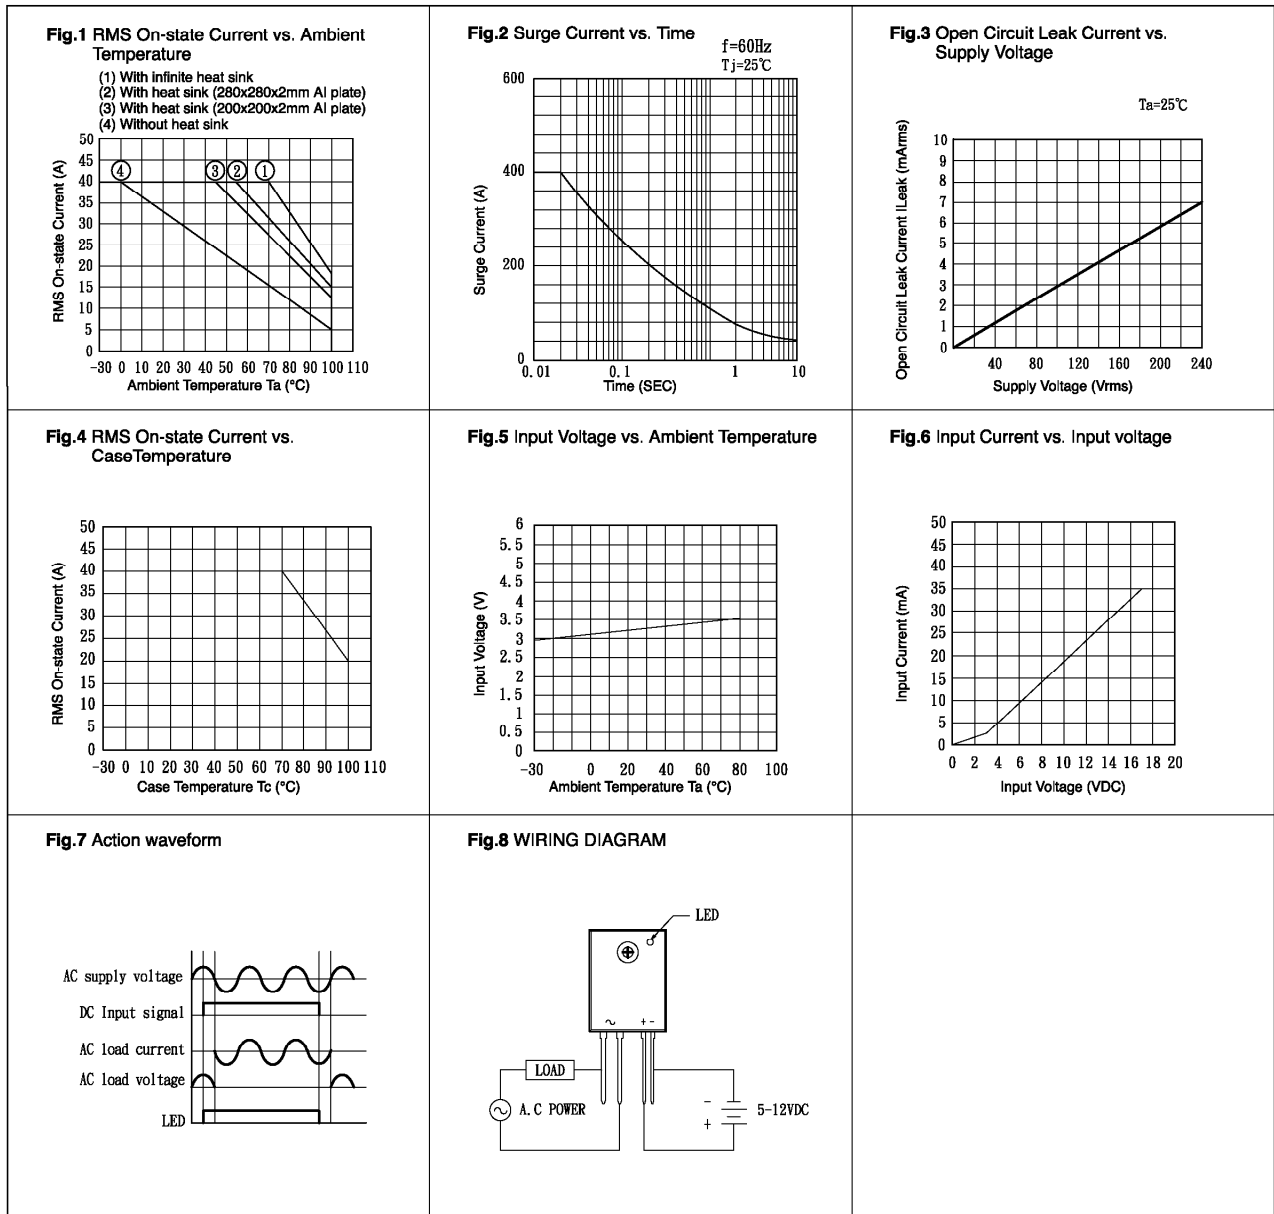 Fig.1 RMS On-state Current vs. Ambient
Temperature
(1) With infinite heat sink
(2) With heat sink (280x280x2mm Al plate)
(3) With heat sink (200x200x2mm Al plate)
(4) Without heat sink
RMS On-state Current (A)
50
45
40
35
30
25
20
15
10
5
0
4
3
2
1
-30 0 10 20 30 40 50 60 70 80 90 100 110
Ambient Temperature Ta (°C)
Fig.2 Surge Current vs. Time
f=60Hz
Tj=25℃
Surge Current (A)
600
400
200
0
0.01 0.1 1 10
Time (SEC)
Fig.3 Open Circuit Leak Current vs.
Supply Voltage
Ta=25℃
Open Circuit Leak Current ILeak (mArms)
10
9
8
7
6
5
4
3
2
1
0
40 80 120 160 200 240
Supply Voltage (Vrms)
Fig.4 RMS On-state Current vs.
CaseTemperature
RMS On-state Current (A)
50
45
40
35
30
25
20
15
10
5
0
-30 0 10 20 30 40 50 60 70 80 90 100 110
Case Temperature Tc (°C)
Fig.5 Input Voltage vs. Ambient Temperature
Input Voltage (V)
6
5.5
5
4.5
4
3.5
3
2.5
2
1.5
1
0.5
0
-30 0 20 40 60 80 100
Ambient Temperature Ta (°C)
Fig.6 Input Current vs. Input voltage
Input Current (mA)
50
45
40
35
30
25
20
15
10
5
0
0 2 4 6 8 10 12 14 16 18 20
Input Voltage (VDC)
Fig.7 Action waveform
AC supply voltage
DC Input signal
AC load current
AC load voltage
LED
Fig.8 WIRING DIAGRAM
LED
~ + -
LOAD
A.C POWER
-
+
5-12VDC